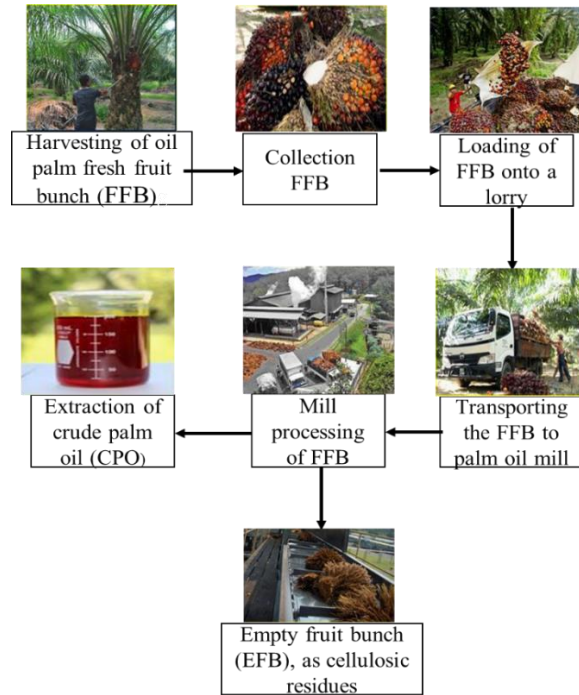 Harvesting of oil
palm fresh fruit
bunch (FFB)
Collection
FFB
Loading of
FFB onto a
lorry
Transporting
the FFB to
palm oil mill
Mill
processing
of FFB
Extraction of
crude palm
oil (CPO)
Empty fruit bunch
(EFB), as cellulosic
residues